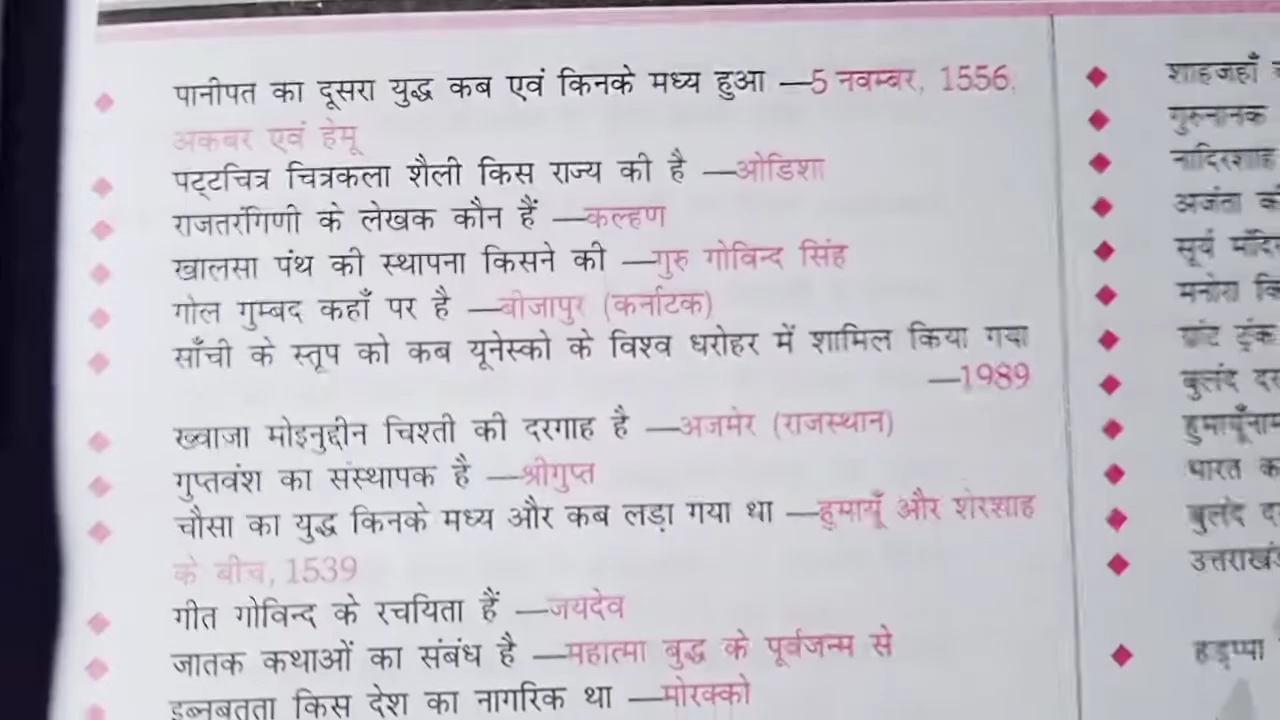 पानीपत का दूसरा युद्ध कब एवं किनके मध्य हुआ —5 नवम्बर, 1556,
अकबर एवं हेमू
पट्टचित्र चित्रकला शैली किस राज्य की है —ओडिशा
राजतरंगिणी के लेखक कौन हैं —कल्हण
खालसा पंथ की स्थापना किसने की —गुरु गोविन्द सिंह
गोल गुम्बद कहाँ पर है —बीजापुर (कर्नाटक)
साँची के स्तूप को कब यूनेस्को के विश्व धरोहर में शामिल किया गया
—1989
ख्वाजा मोइनुद्दीन चिश्ती की दरगाह है —अजमेर (राजस्थान)
गुप्तवंश का संस्थापक है —श्रीगुप्त
चौसा का युद्ध किनके मध्य और कब लड़ा गया था —हुमायूँ और शेरशाह
के बीच, 1539
गीत गोविन्द के रचयिता हैं —जयदेव
जातक कथाओं का संबंध है —महात्मा बुद्ध के पूर्वजन्म से
इब्नबतूता किस देश का नागरिक था —मोरक्को
शाहजहाँ
गुरुनानक
नादिरशाह
अजंता
सूर्य
मनोरा
ग्रांट ट्रंक
बुलंद
भारत
बुलंद
हड़प्पा